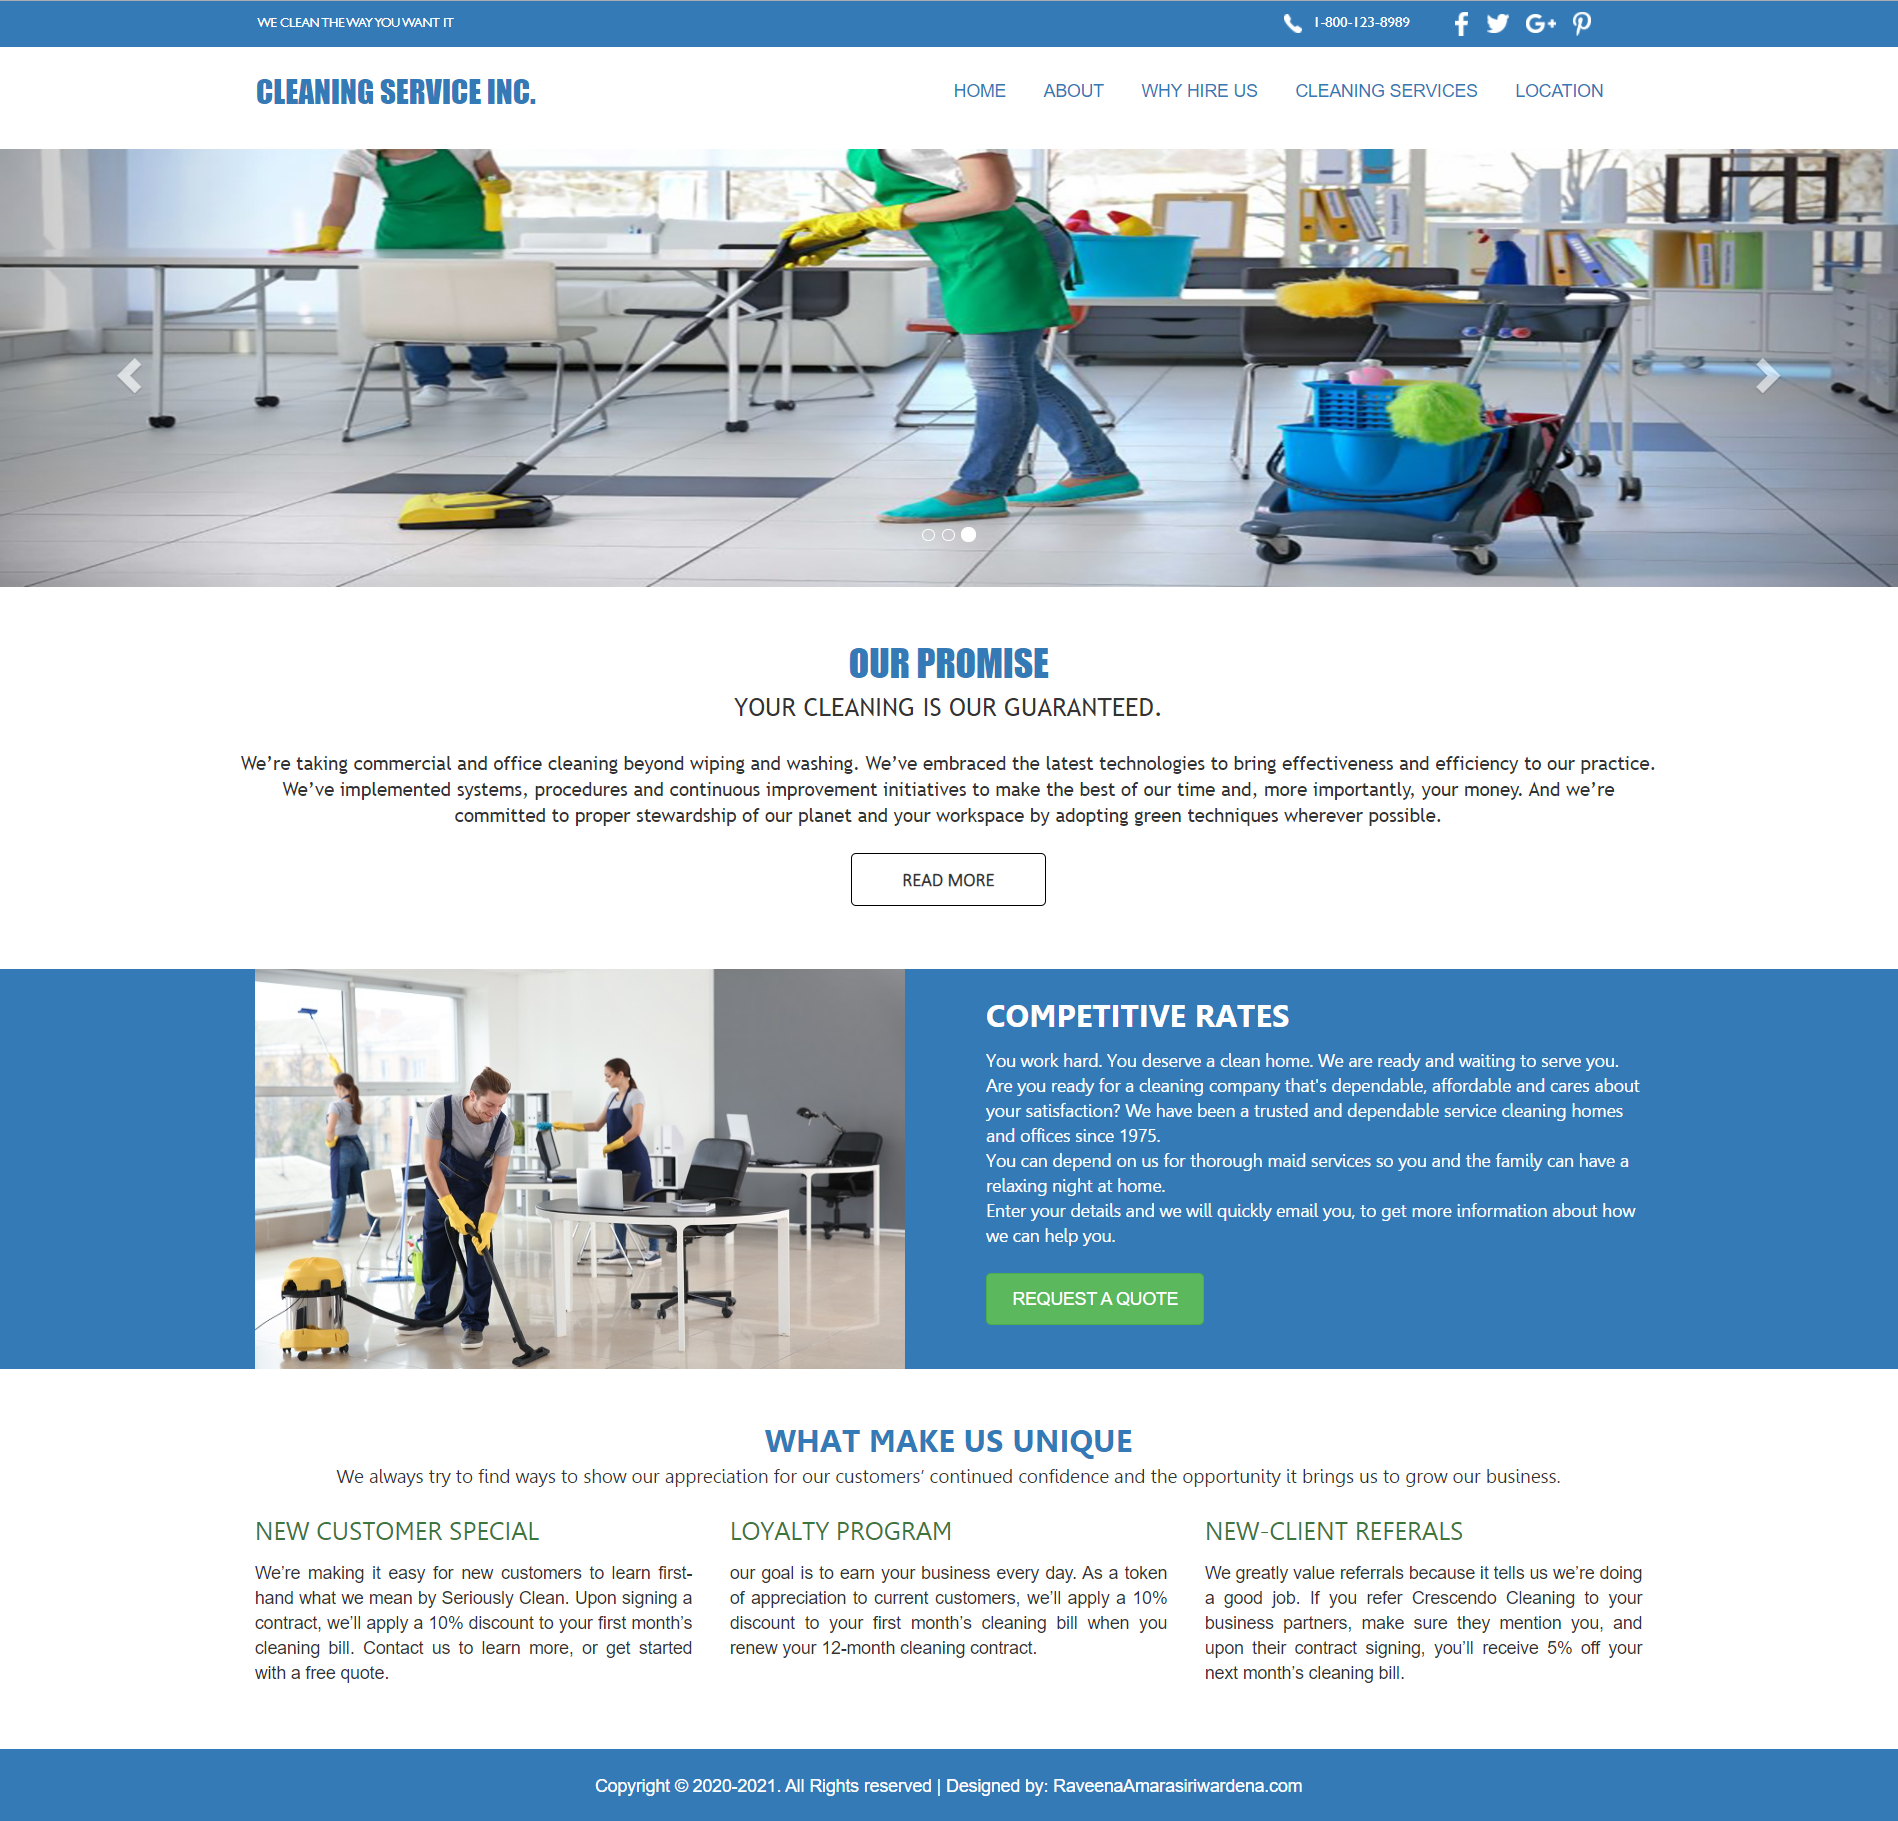 WE CLEAN THE WAY YOU WANT IT
1-800-123-8989
CLEANING SERVICE INC.
HOME ABOUT WHY HIRE US CLEANING SERVICES LOCATION
OUR PROMISE
YOUR CLEANING IS OUR GUARANTEED.
We’re taking commercial and office cleaning beyond wiping and washing. We’ve embraced the latest technologies to bring effectiveness and efficiency to our practice.
We’ve implemented systems, procedures and continuous improvement initiatives to make the best of our time and, more importantly, your money. And we’re
committed to proper stewardship of our planet and your workspace by adopting green techniques wherever possible.
READ MORE
COMPETITIVE RATES
You work hard. You deserve a clean home. We are ready and waiting to serve you.
Are you ready for a cleaning company that's dependable, affordable and cares about
your satisfaction? We have been a trusted and dependable service cleaning homes
and offices since 1975.
You can depend on us for thorough maid services so you and the family can have a
relaxing night at home.
Enter your details and we will quickly email you, to get more information about how
we can help you.
REQUEST A QUOTE
WHAT MAKE US UNIQUE
We always try to find ways to show our appreciation for our customers’ continued confidence and the opportunity it brings us to grow our business.
NEW CUSTOMER SPECIAL
We’re making it easy for new customers to learn first-
hand what we mean by Seriously Clean. Upon signing a
contract, we’ll apply a 10% discount to your first month’s
cleaning bill. Contact us to learn more, or get started
with a free quote.
LOYALTY PROGRAM
our goal is to earn your business every day. As a token
of appreciation to current customers, we’ll apply a 10%
discount to your first month’s cleaning bill when you
renew your 12-month cleaning contract.
NEW-CLIENT REFERALS
We greatly value referrals because it tells us we’re doing
a good job. If you refer Crescendo Cleaning to your
business partners, make sure they mention you, and
upon their contract signing, you’ll receive 5% off your
next month’s cleaning bill.
Copyright © 2020-2021. All Rights reserved | Designed by: RaveenaAmarasiriwardena.com